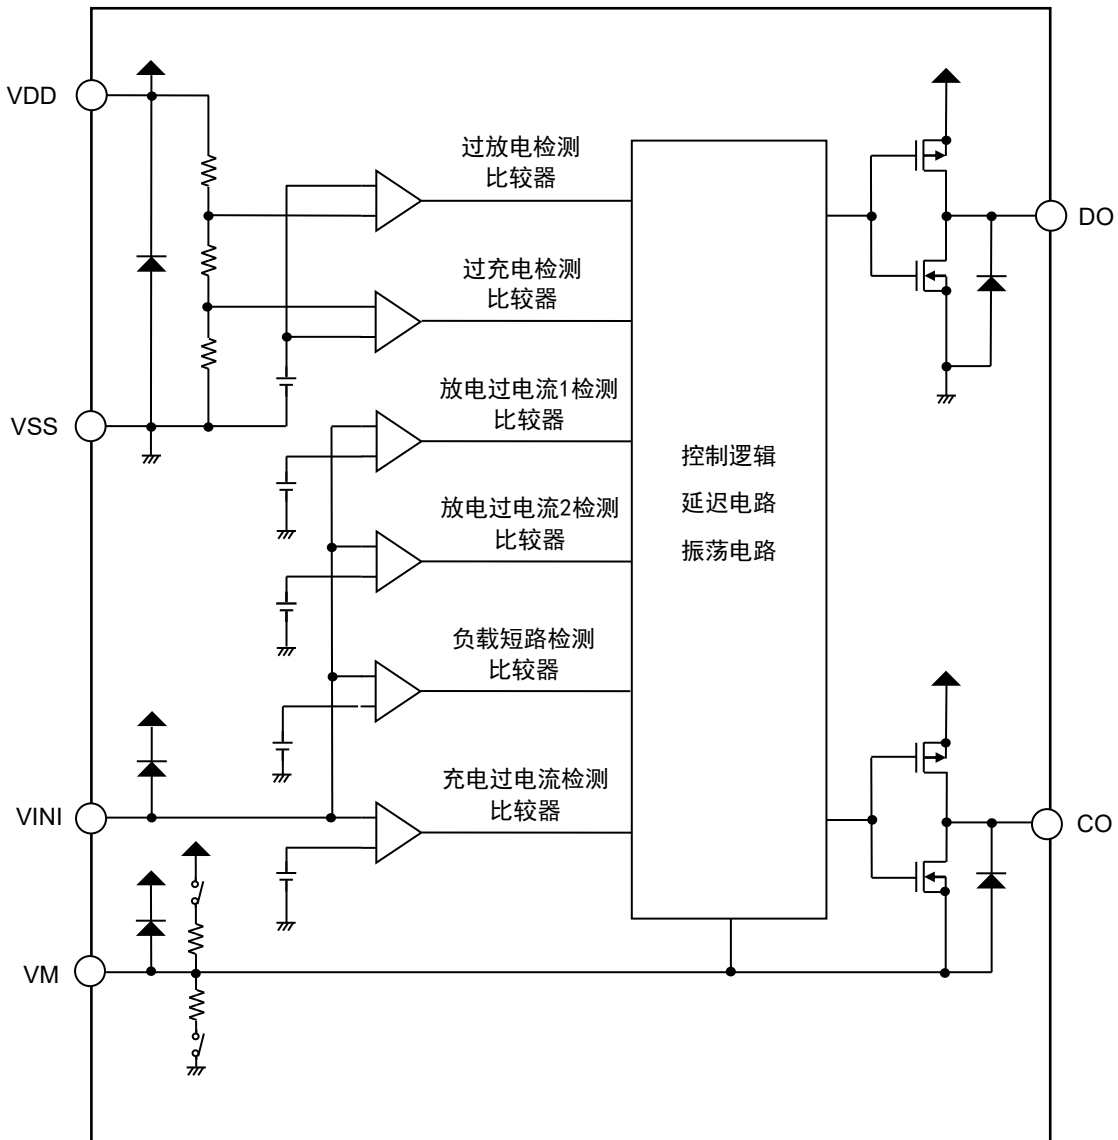 VDD
过放电检测
比较器
DO
过充电检测
比较器
放电过电流1检测
比较器
VSS
控制逻辑
延迟电路
振荡电路
放电过电流2检测
比较器
负载短路检测
比较器
充电过电流检测
比较器
VINI
CO
VM